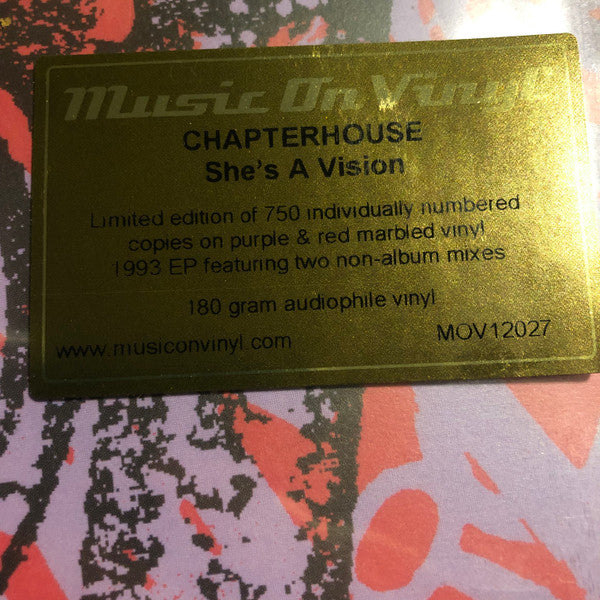 Music On Vinyl
CHAPTERHOUSE
She's A Vision
Limited edition of 750 individually numbered
copies on purple & red marbled vinyl
1993 EP featuring two non-album mixes
180 gram audiophile vinyl
www.musiconvinyl.com MOV12027